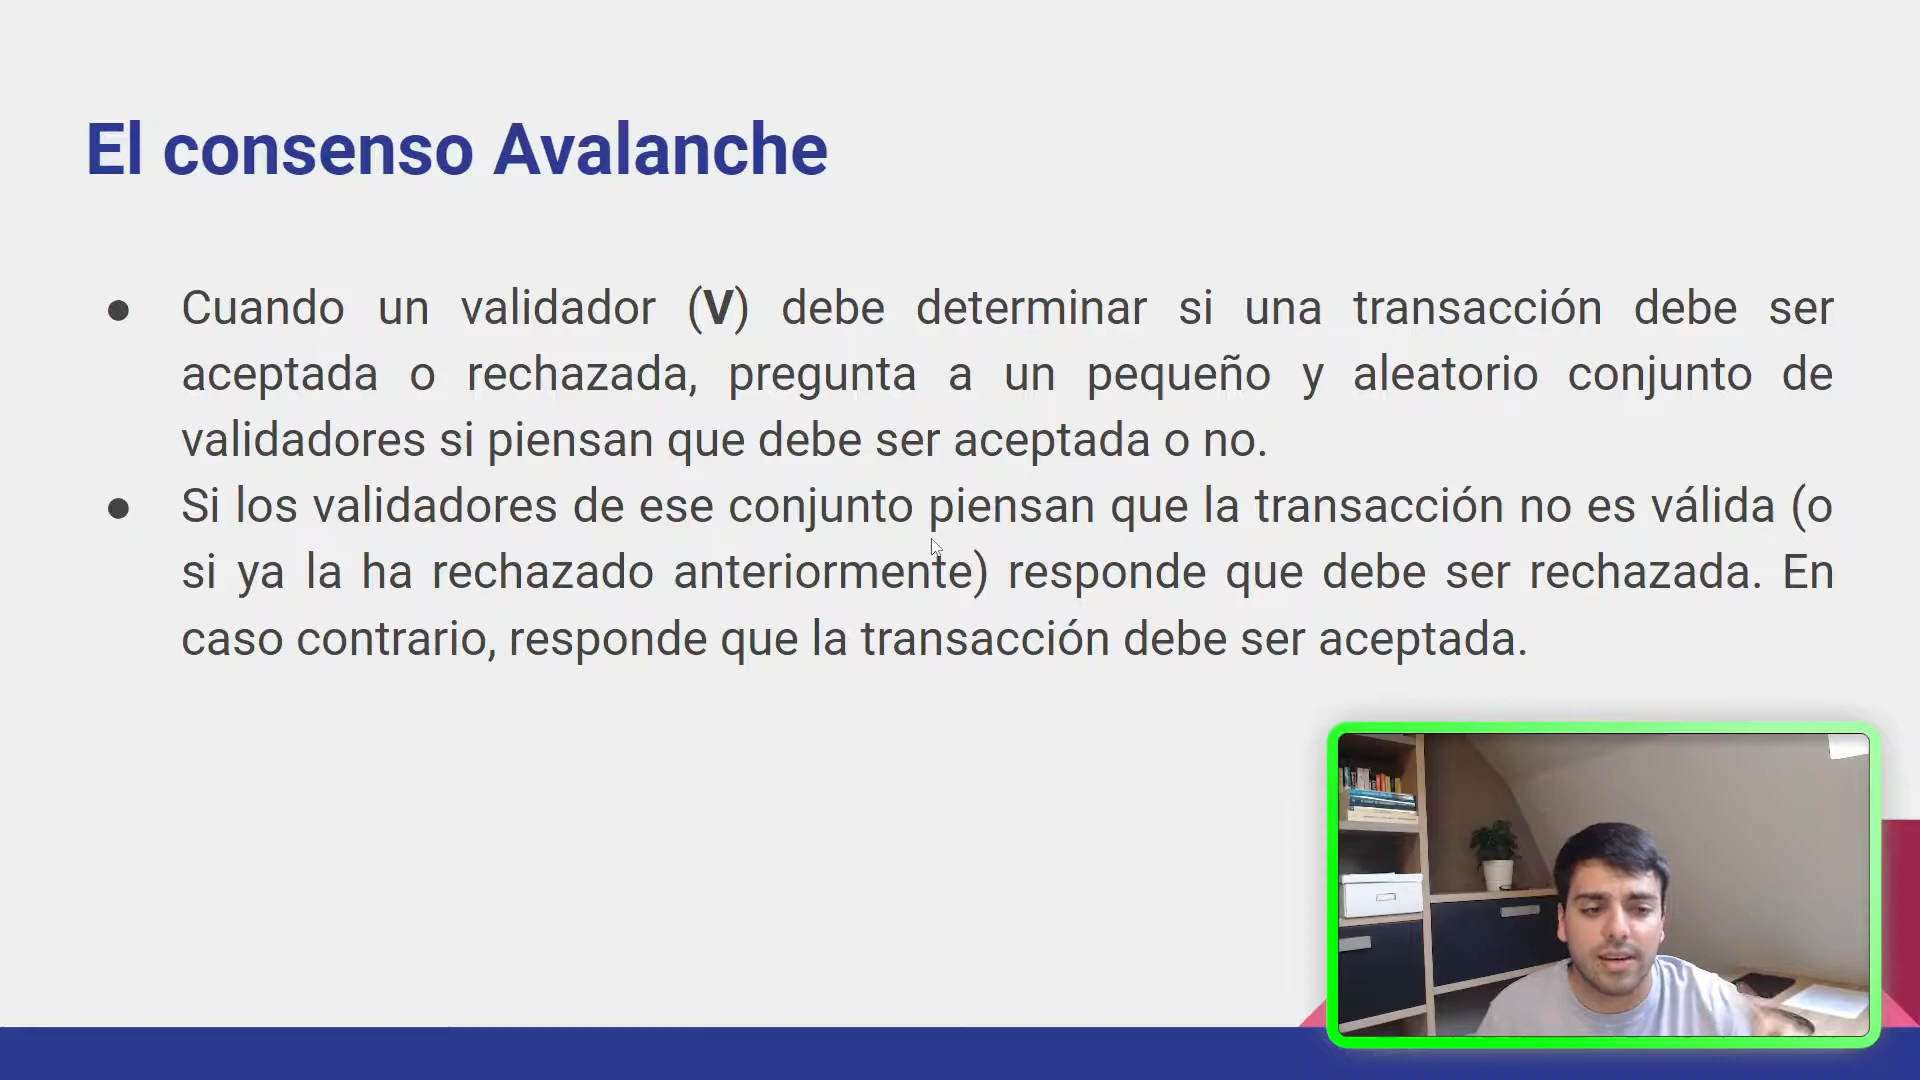 El consenso Avalanche
● Cuando un validador (V) debe determinar si una transacción debe ser
aceptada o rechazada, pregunta a un pequeño y aleatorio conjunto de
validadores si piensan que debe ser aceptada o no.
● Si los validadores de ese conjunto piensan que la transacción no es válida (o
si ya la ha rechazado anteriormente) responde que debe ser rechazada. En
caso contrario, responde que la transacción debe ser aceptada.